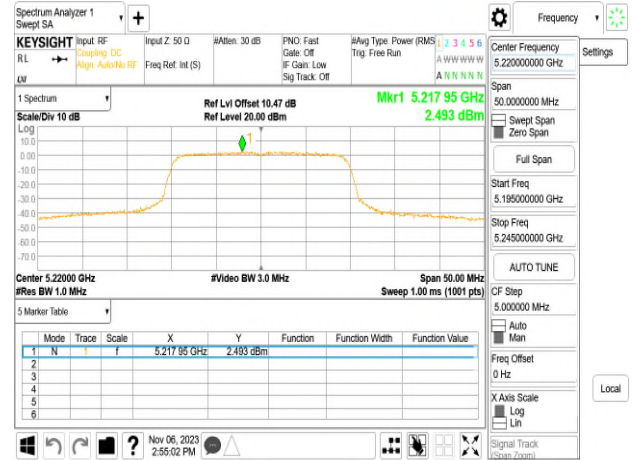 Spectrum Analyzer 1
Swept SA
+
Frequency
KEYSIGHT
RL
Input: RF
Coupling: DC
Align: Auto/No RF
Input Z: 50 Ω
Freq Ref: Int (S)
#Atten: 30 dB
PNO: Fast
Gate: Off
IF Gain: Low
Sig Track: Off
#Avg Type: Power (RMS
Trig: Free Run
1 2 3 4 5 6
A W W W W W
A N N N N N
1 Spectrum
Scale/Div 10 dB
Log
Ref Lvl Offset 10.47 dB
Ref Level 20.00 dBm
Mkr1 5.217 95 GHz
2.493 dBm
10.0
0.00
-10.0
-20.0
-30.0
-40.0
-50.0
-60.0
-70.0
1
Center 5.22000 GHz
#Res BW 1.0 MHz
#Video BW 3.0 MHz
Span 50.00 MHz
Sweep 1.00 ms (1001 pts)
5 Marker Table
Mode Trace Scale X Y Function Function Width Function Value
1 N 1 f 5.217 95 GHz 2.493 dBm
2
3
4
5
6
Nov 06, 2023
2:55:02 PM
Center Frequency
5.220000000 GHz
Settings
Span
50.0000000 MHz
Swept Span
Zero Span
Full Span
Start Freq
5.195000000 GHz
Stop Freq
5.245000000 GHz
AUTO TUNE
CF Step
5.000000 MHz
Auto
Man
Freq Offset
0 Hz
X Axis Scale
Log
Lin
Local
Signal Track
(Span Zoom)